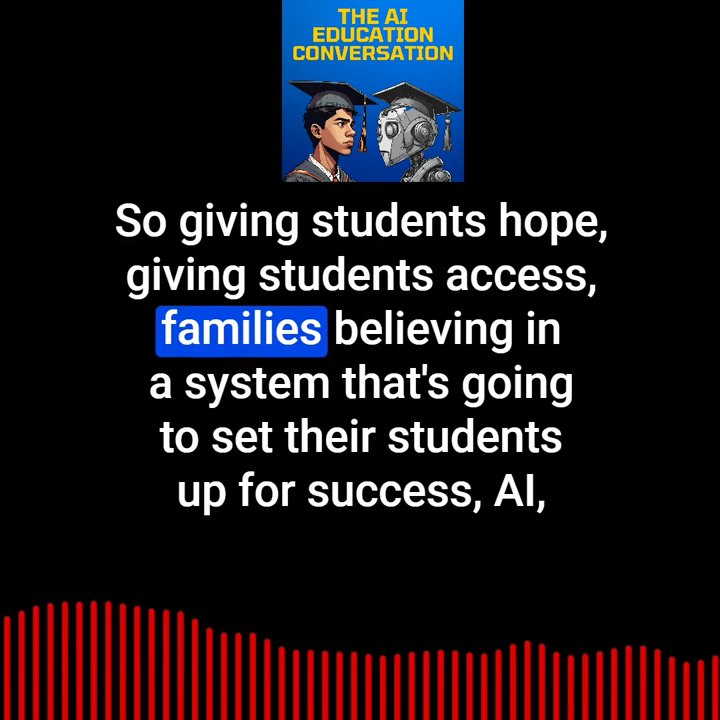 THE AI
EDUCATION
CONVERSATION
So giving students hope,
giving students access,
families believing in
a system that's going
to set their students
up for success, AI,